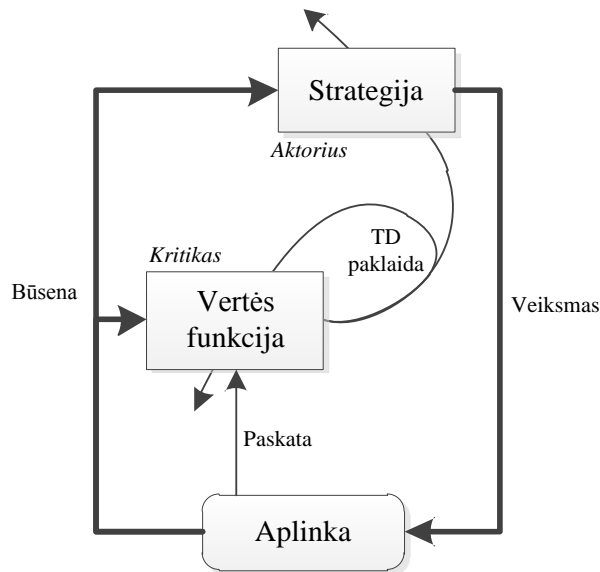 Strategija
Aktorius
TD
paklaida
Kritikas
Būsena
Vertės
funkcija
Veiksmas
Paskata
Aplinka